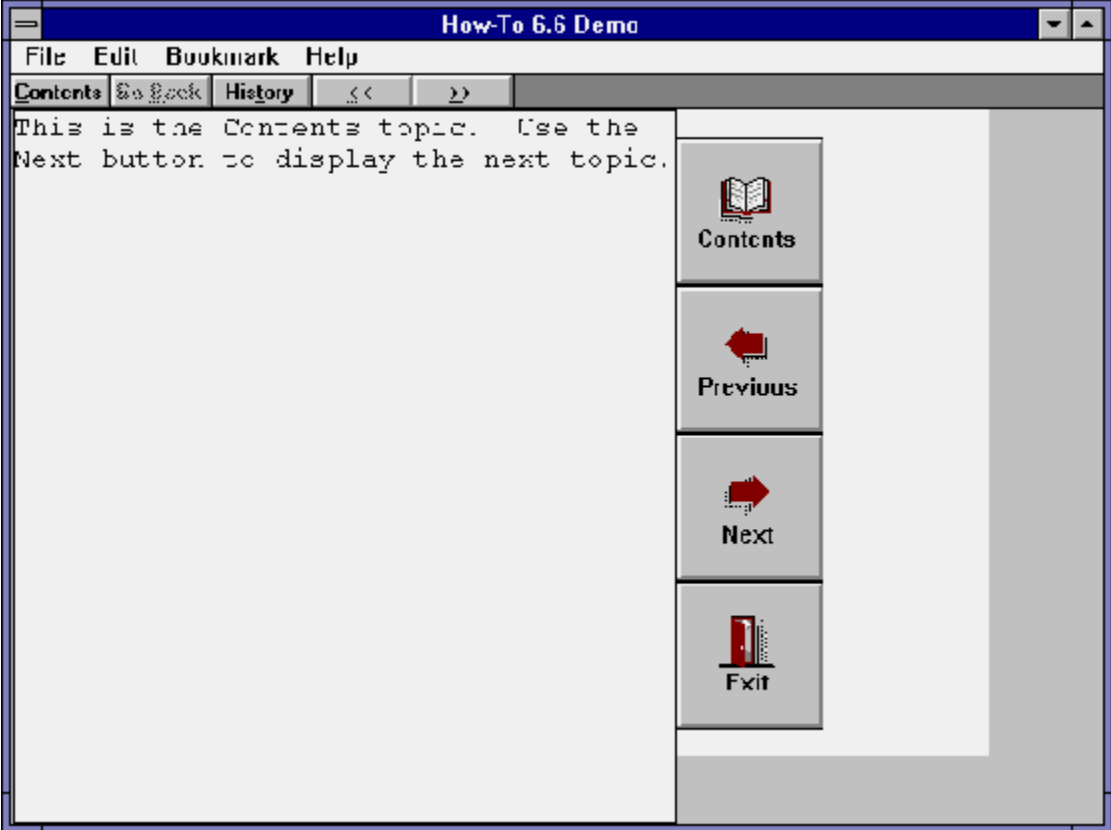 How-To 6.6 Demo
File Edit Bookmark Help
Contents Go Back History << >>
This is the Contents topic.  Use the
Next button to display the next topic.
Contents
Previous
Next
Exit